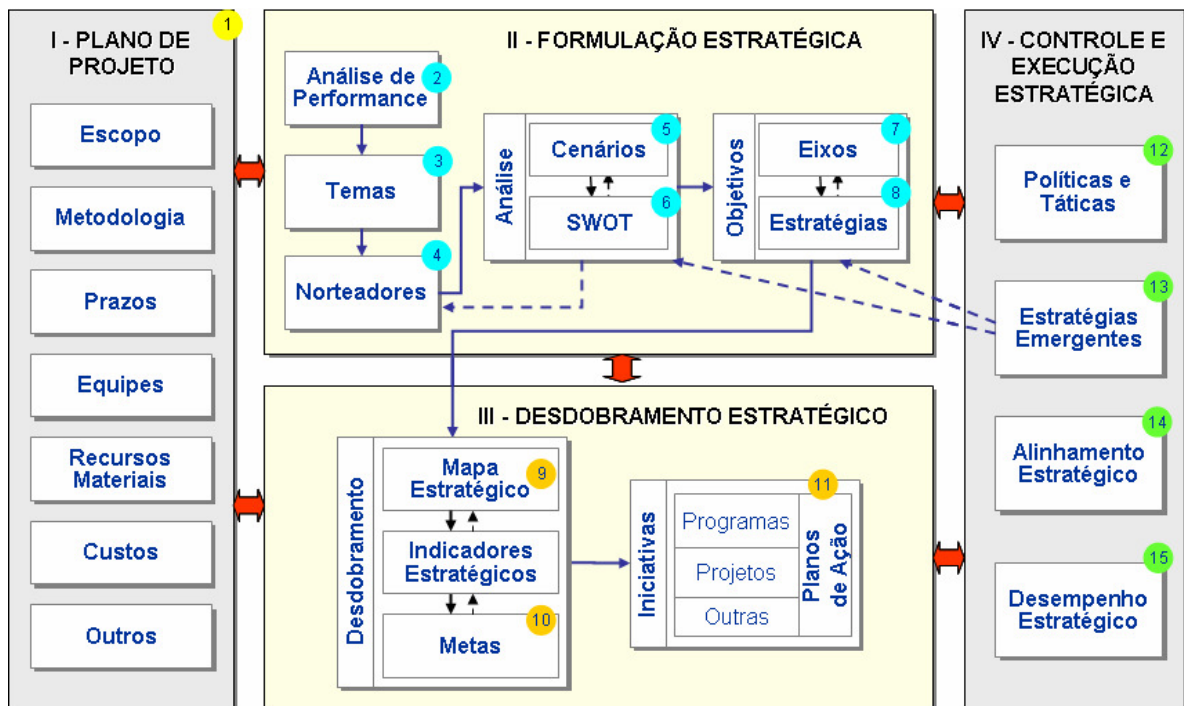 I - PLANO DE
PROJETO
1
Escopo
Metodologia
Prazos
Equipes
Recursos
Materiais
Custos
Outros
II - FORMULAÇÃO ESTRATÉGICA
Análise de
Performance
2
Temas
3
Norteadores
4
Análise
Cenários
5
SWOT
6
Objetivos
Eixos
7
Estratégias
8
III - DESDOBRAMENTO ESTRATÉGICO
Desdobramento
Mapa
Estratégico
9
Indicadores
Estratégicos
Metas
10
Iniciativas
Programas
Projetos
Outras
Planos
de Ação
11
IV - CONTROLE E
EXECUÇÃO
ESTRATÉGICA
12
Políticas e
Táticas
13
Estratégias
Emergentes
14
Alinhamento
Estratégico
15
Desempenho
Estratégico